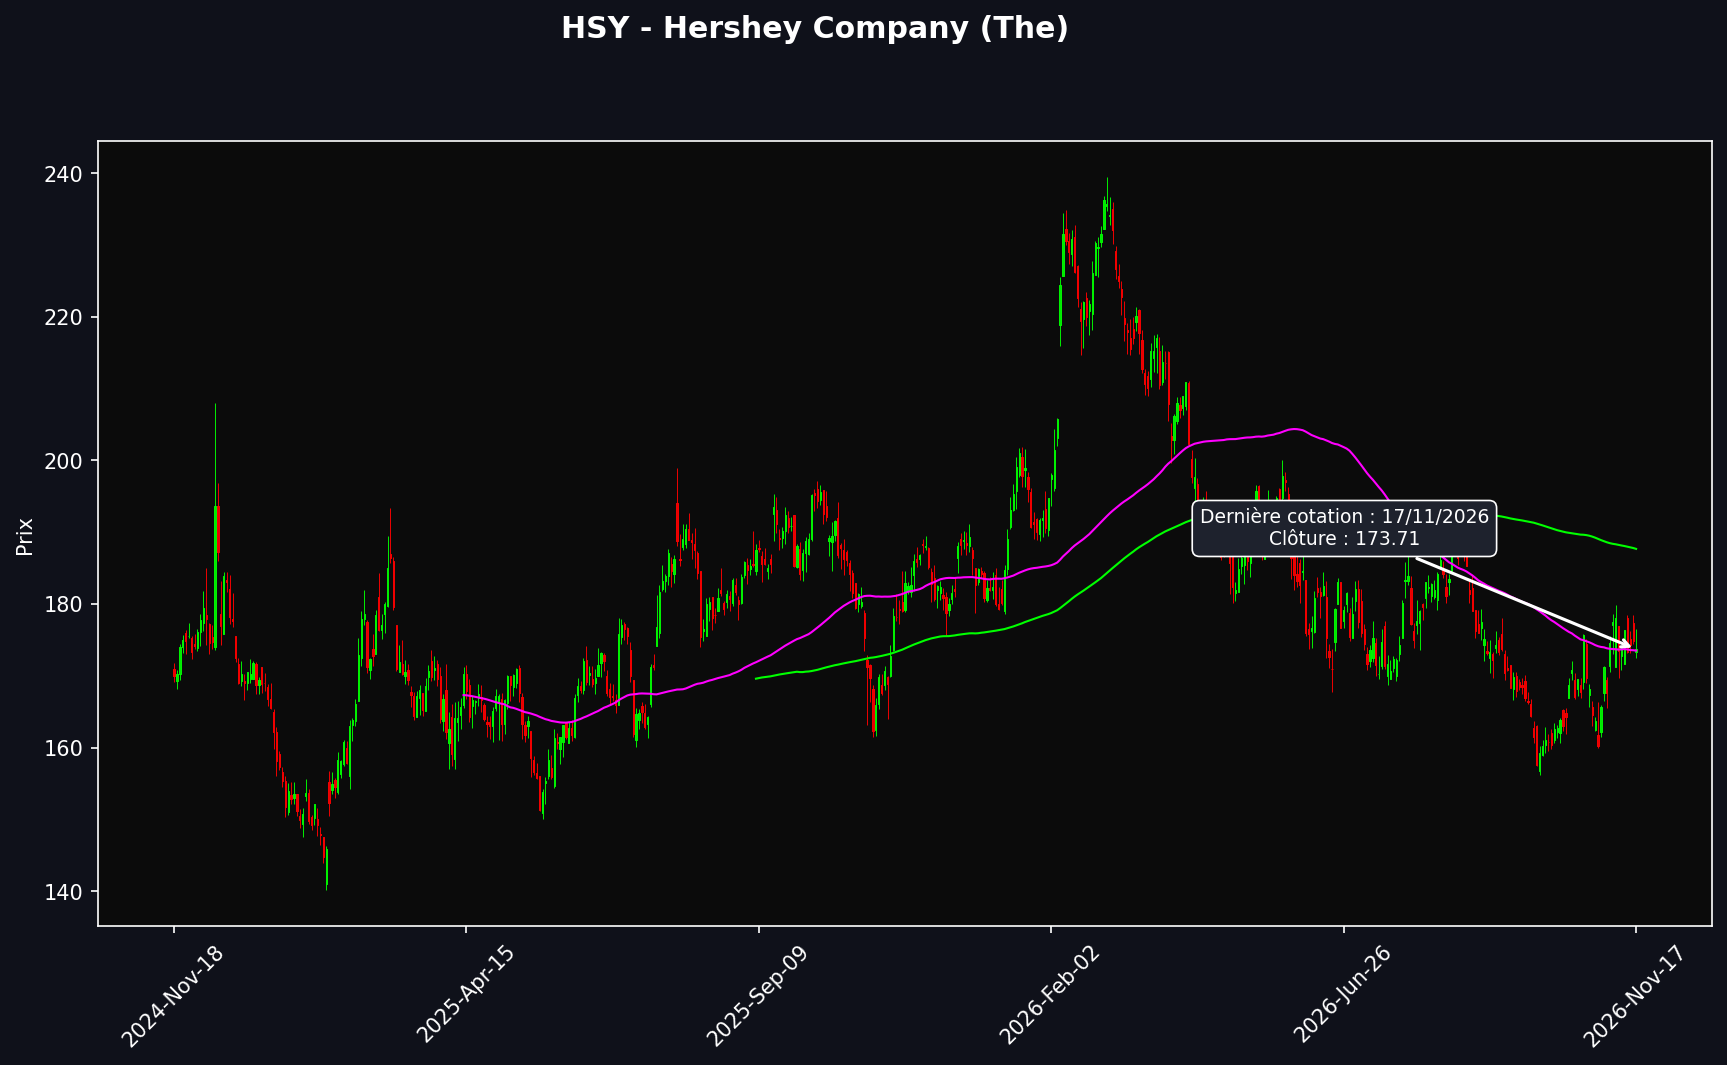 HSY - Hershey Company (The)
240
220
200
180
160
140
Prix
Dernière cotation : 17/11/2026
Clôture : 173.71
2024-Nov-18
2025-Apr-15
2025-Sep-09
2026-Feb-02
2026-Jun-26
2026-Nov-17